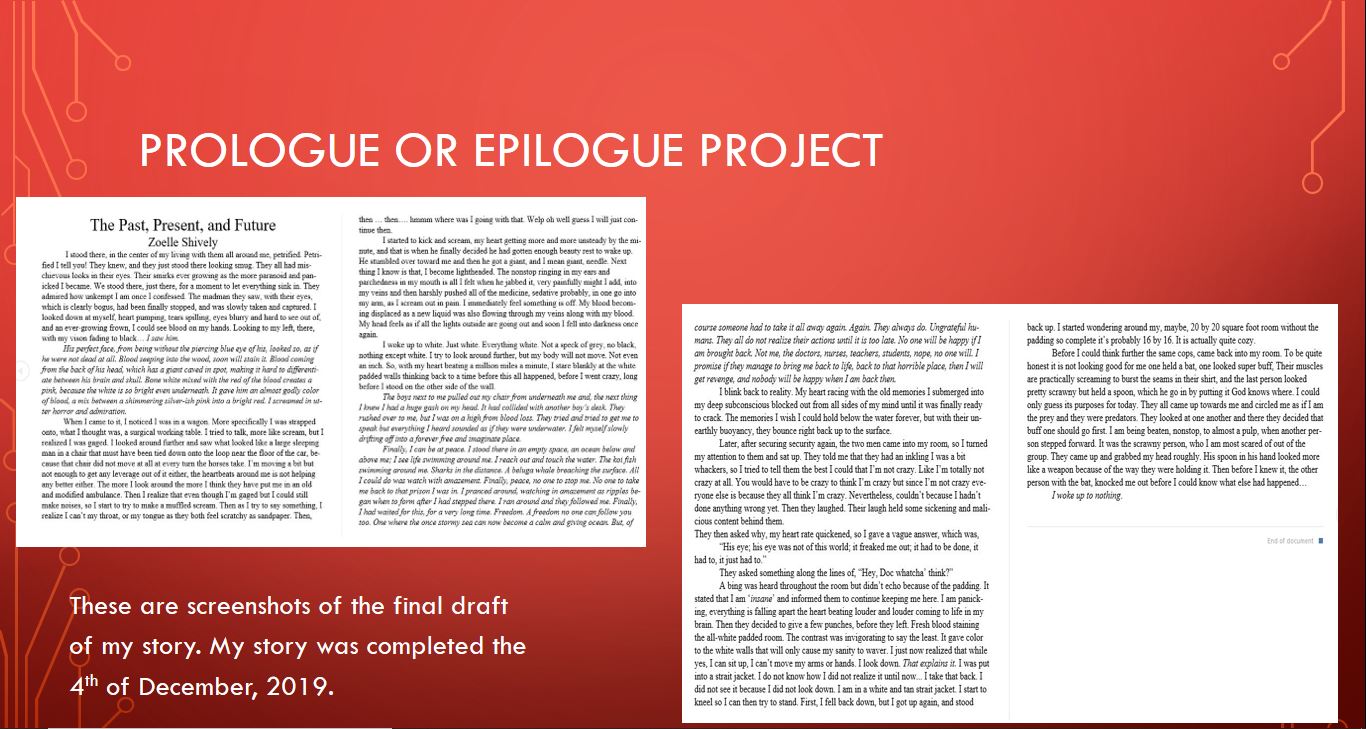 PROLOGUE OR EPILOGUE PROJECT
The Past, Present, and Future
Zoelle Shively
I stood there, in the center of my living with them all around me, petrified. Petri-
fied I tell you! They knew, and they just stood there looking smug. They all had mis-
chievous looks in their eyes. Their smirks ever growing as the more paranoid and pan-
icked I became. We stood there, just there, for a moment to let everything sink in. They
admired how unkempt I am once I confessed. The madman they saw, with their eyes,
which is clearly bogus, had been finally stopped, and was slowly taken and captured. I
looked down at myself, heart pumping, tears spilling, eyes blurry and hard to see out of,
and an ever-growing frown, I could see blood on my hands. Looking to my left, there,
with my vison fading to black… I saw him.
His perfect face, from being without the piercing blue eye of his, looked so, as if
he were not dead at all. Blood seeping into the wood, soon will stain it. Blood coming
from the back of his head, which has a giant caved in spot, making it hard to differenti-
ate between his brain and skull. Bone white mixed with the red of the blood creates a
pink, because the white is so bright even underneath. It gave him an almost godly color
of blood, a mix between a shimmering silver-ish pink into a bright red. I screamed in ut-
ter horror and admiration.
When I came to it, I noticed I was in a wagon. More specifically I was strapped
onto, what I thought was, a surgical working table. I tried to talk, more like scream, but I
realized I was gaged. I looked around further and saw what looked like a large sleeping
man in a chair that must have been tied down onto the loop near the floor of the car, be-
cause that chair did not move at all at every turn the horses take. I'm moving a bit but
not enough to get any leverage out of it either, the heartbeats around me is not helping
any better either. The more I look around the more I think they have put me in an old
and modified ambulance. Then I realize that even though I'm gaged but I could still
make noises, so I start to try to make a muffled scream. Then as I try to say something, I
realize I can't my throat, or my tongue as they both feel scratchy as sandpaper. Then,
then … then…. hmmm where was I going with that. Welp oh well guess I will just con-
tinue then.
I started to kick and scream, my heart getting more and more unsteady by the mi-
nute, and that is when he finally decided he had gotten enough beauty rest to wake up.
He stumbled over toward me and then he got a giant, and I mean giant, needle. Next
thing I know is that, I become lightheaded. The nonstop ringing in my ears and
parchedness in my mouth is all I felt when he jabbed it, very painfully might I add, into
my veins and then harshly pushed all of the medicine, sedative probably, in one go into
my arm, as I scream out in pain. I immediately feel something is off. My blood becom-
ing displaced as a new liquid was also flowing through my veins along with my blood.
My head feels as if all the lights outside are going out and soon I fell into darkness once
again.
I woke up to white. Just white. Everything white. Not a speck of grey, no black,
nothing except white. I try to look around further, but my body will not move. Not even
an inch. So, with my heart beating a million miles a minute, I stare blankly at the white
padded walls thinking back to a time before this all happened, before I went crazy, long
before I stood on the other side of the wall.
The boys next to me pulled out my chair from underneath me and, the next thing
I knew I had a huge gash on my head. It had collided with another boy's desk. They
rushed over to me, but I was on a high from blood loss. They tried and tried to get me to
speak but everything I heard sounded as if they were underwater. I felt myself slowly
drifting off into a forever free and imaginate place.
Finally, I can be at peace. I stood there in an empty space, an ocean below and
above me; I see life swimming around me. I reach out and touch the water. The koi fish
swimming around me. Sharks in the distance. A beluga whale breaching the surface. All
I could do was watch with amazement. Finally, peace, no one to stop me. No one to take
me back to that prison I was in. I pranced around, watching in amazement as ripples be-
gan when to form after I had stepped there. I ran around and they followed me. Finally,
I had waited for this, for a very long time. Freedom. A freedom no one can follow you
too. One where the once stormy sea can now become a calm and giving ocean. But, of
course someone had to take it all away again. Again. They always do. Ungrateful hu-
mans. They all do not realize their actions until it is too late. No one will be happy if I
am brought back. Not me, the doctors, nurses, teachers, students, nope, no one will. I
promise if they manage to bring me back to life, back to that horrible place, then I will
get revenge, and nobody will be happy when I am back then.
I blink back to reality. My heart racing with the old memories I submerged into
my deep subconscious blocked out from all sides of my mind until it was finally ready
to crack. The memories I wish I could hold below the water forever, but with their un-
earthly buoyancy, they bounce right back up to the surface.
Later, after securing security again, the two men came into my room, so I turned
my attention to them and sat up. They told me that they had an inkling I was a bit
whackers, so I tried to tell them the best I could that I'm not crazy. Like I'm totally not
crazy at all. You would have to be crazy to think I'm crazy but since I'm not crazy eve-
ryone else is because they all think I'm crazy. Nevertheless, couldn't because I hadn't
done anything wrong yet. Then they laughed. Their laugh held some sickening and mali-
cious content behind them.
They then asked why, my heart rate quickened, so I gave a vague answer, which was,
"His eye; his eye was not of this world; it freaked me out; it had to be done, it
had to, it just had to."
They asked something along the lines of, "Hey, Doc whatcha' think?"
A bing was heard throughout the room but didn't echo because of the padding. It
stated that I am 'insane' and informed them to continue keeping me here. I am panick-
ing, everything is falling apart the heart beating louder and louder coming to life in my
brain. Then they decided to give a few punches, before they left. Fresh blood staining
the all-white padded room. The contrast was invigorating to say the least. It gave color
to the white walls that will only cause my sanity to waver. I just now realized that while
yes, I can sit up, I can't move my arms or hands. I look down. That explains it. I was put
into a strait jacket. I do not know how I did not realize it until now... I take that back. I
did not see it because I did not look down. I am in a white and tan strait jacket. I start to
kneel so I can then try to stand. First, I fell back down, but I got up again, and stood
back up. I started wondering around my, maybe, 20 by 20 square foot room without the
padding so complete it's probably 16 by 16. It is actually quite cozy.
Before I could think further the same cops, came back into my room. To be quite
honest it is not looking good for me one held a bat, one looked super buff, Their muscles
are practically screaming to burst the seams in their shirt, and the last person looked
pretty scrawny but held a spoon, which he go in by putting it God knows where. I could
only guess its purposes for today. They all came up towards me and circled me as if I am
the prey and they were predators. They looked at one another and there they decided that
buff one should go first. I am being beaten, nonstop, to almost a pulp, when another per-
son stepped forward. It was the scrawny person, who I am most scared of out of the
group. They came up and grabbed my head roughly. His spoon in his hand looked more
like a weapon because of the way they were holding it. Then before I knew it, the other
person with the bat, knocked me out before I could know what else had happened…
I woke up to nothing.
End of document
These are screenshots of the final draft
of my story. My story was completed the
4th of December, 2019.